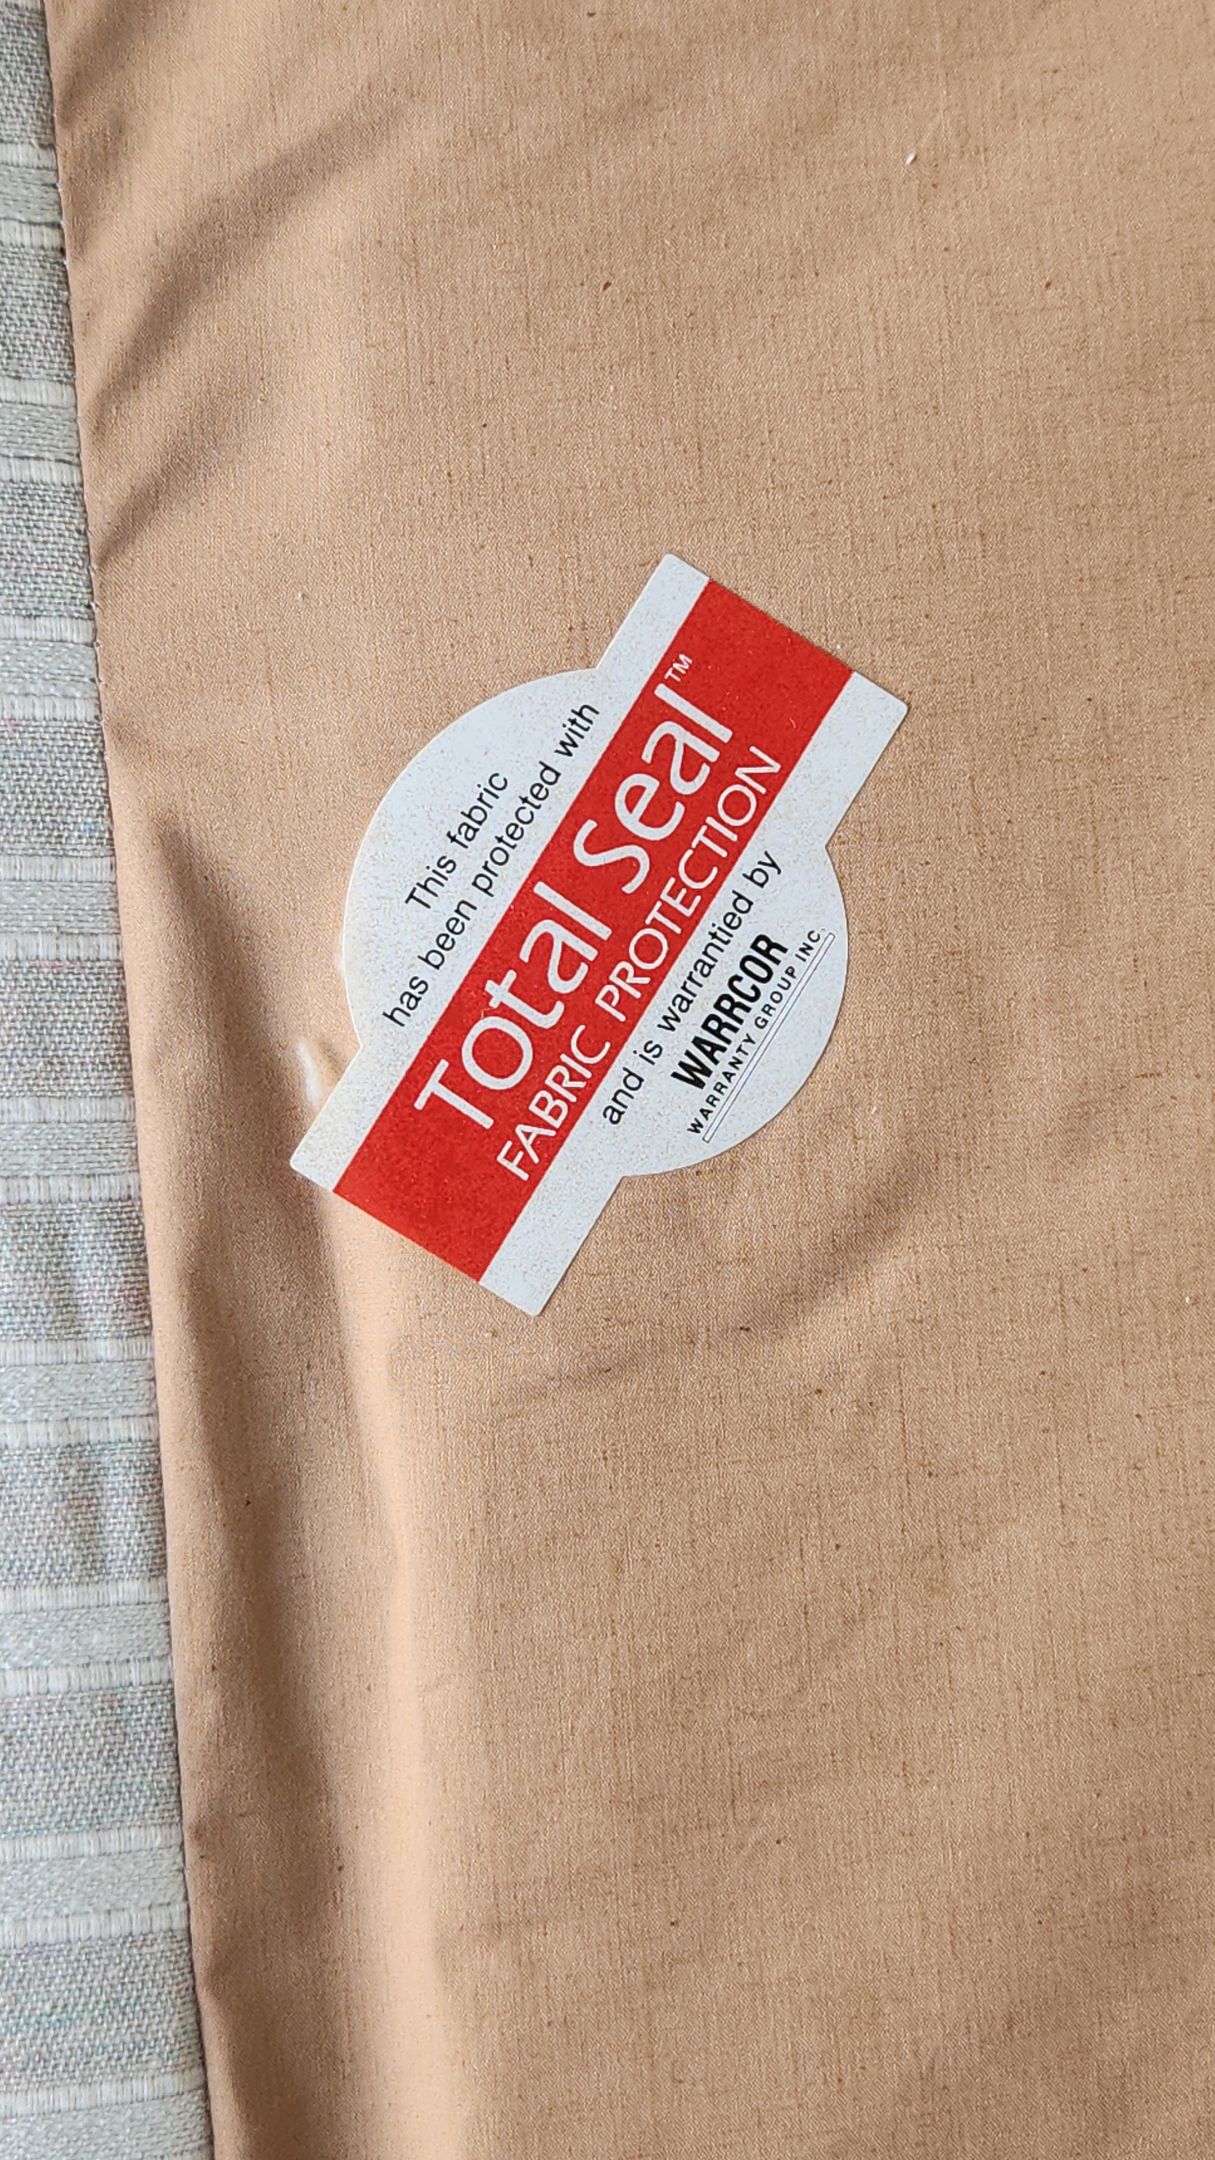 This fabric
has been protected with
Total Seal™
FABRIC PROTECTION
and is warrantied by
WARRCOR
WARRANTY GROUP INC.